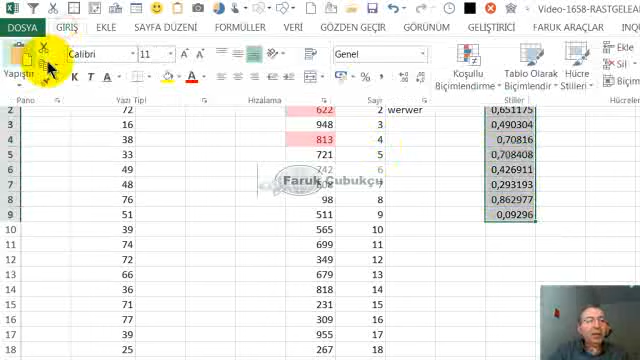 Video-1658-RASTGELEAR
DOSYA GİRİŞ EKLE SAYFA DÜZENİ FORMÜLLER VERİ GÖZDEN GEÇİR GÖRÜNÜM GELİŞTİRİCİ FARUK ARAÇLAR YÜKLE
Calibri 11 Genel Ekle
Yapıştır Koşullu Tablo Olarak Hücre Sil
K T A Biçimlendirme Biçimlendir Stilleri Biçim
Pano Yazı Tipi Hizalama Sayı Stiller Hücreler
2 72 622 2 werwer 0,651175
3 16 948 3 0,490304
4 38 813 4 0,70816
5 33 721 5 0,708408
6 49 742 6 0,426911
7 48 608 0,293193
Faruk Çubukçu
8 76 98 8 0,862977
9 51 511 9 0,09296
10 39 565 10
11 74 699 11
12 72 349 12
13 66 679 13
14 36 818 14
15 71 231 15
16 77 309 16
17 39 955 17
18 25 267 18